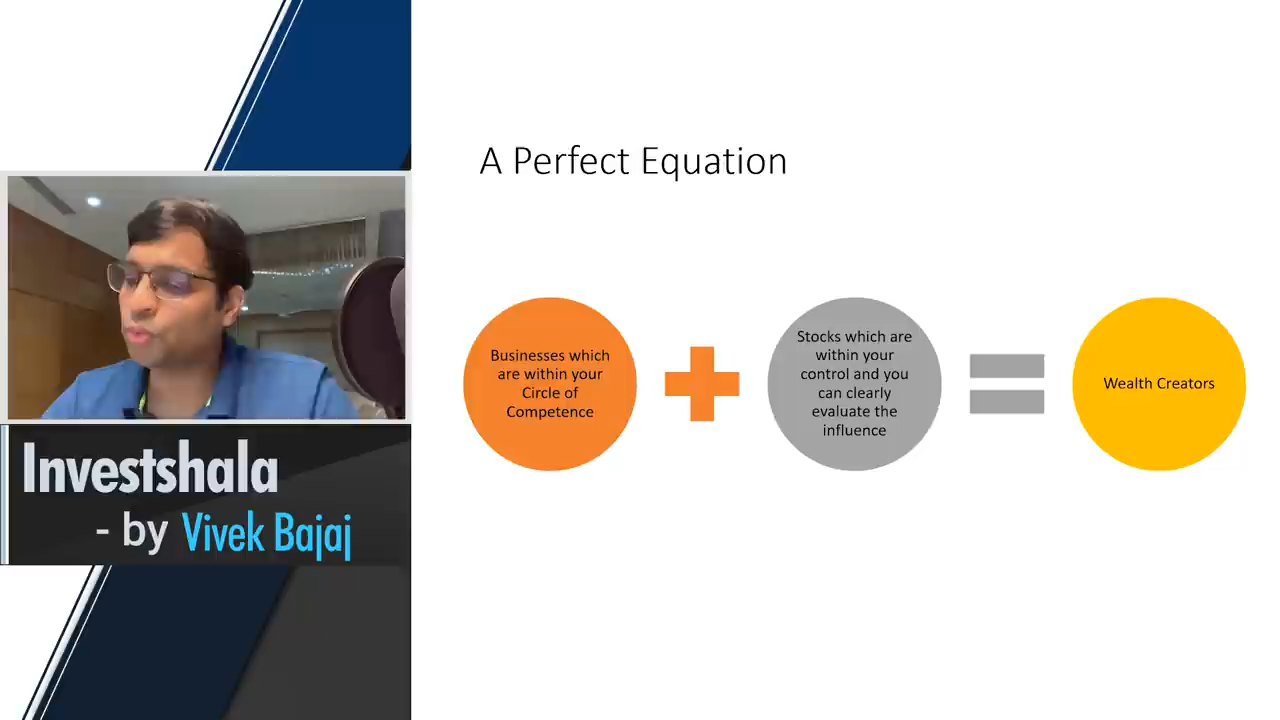 A Perfect Equation
Businesses which
are within your
Circle of
Competence
Stocks which are
within your
control and you
can clearly
evaluate the
influence
Wealth Creators
Investshala
- by Vivek Bajaj